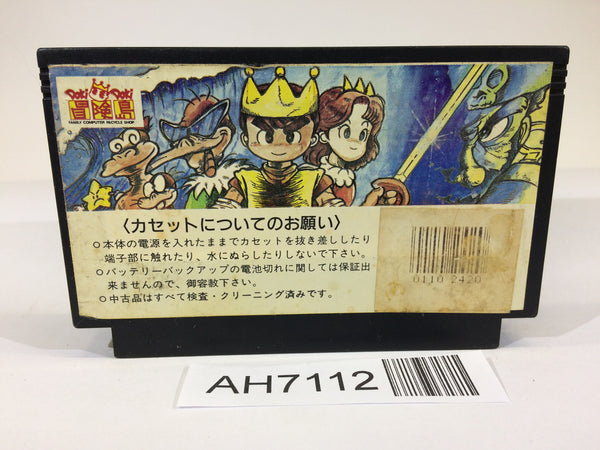 Doki Doki
冒険島
FAMILY COMPUTER RECYCLE SHOP
〈カセットについてのお願い〉
○本体の電源を入れたままでカセットを抜き差ししたり
端子部に触れたり、水にぬらしたりしないで下さい。
○バッテリーバックアップの電池切れに関しては保証出
来ませんので、御容赦下さい。
○中古品はすべて検査・クリーニング済みです。
0110 2420
AH7112